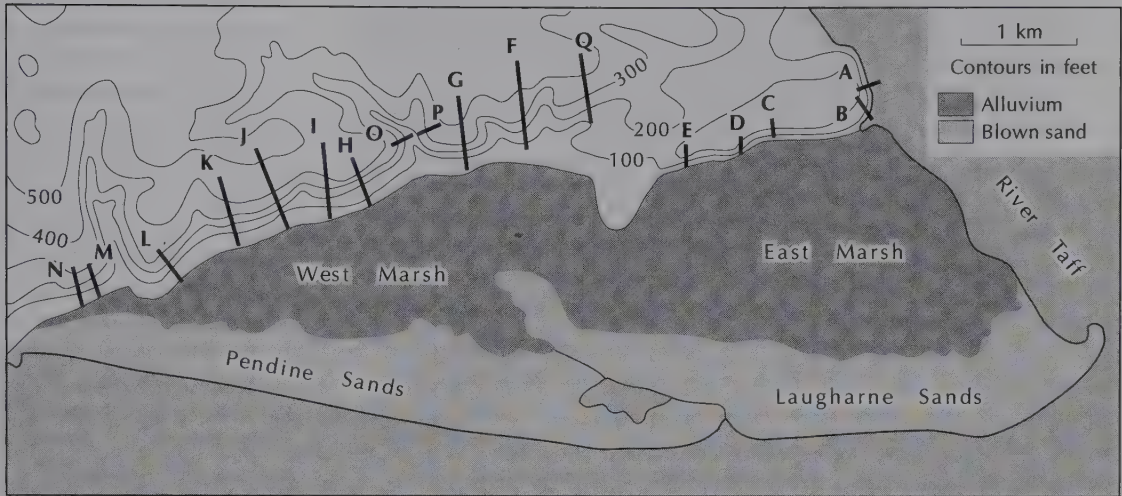 1 km
Contours in feet
Alluvium
Blown sand
A
B
C
D
E
F
Q
G
P
O
H
I
J
K
L
M
N
300
200
100
500
400
West Marsh
East Marsh
River Taff
Pendine Sands
Laugharne Sands